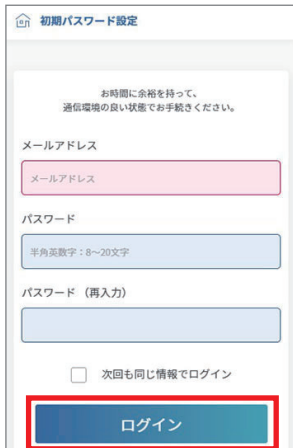 初期パスワード設定
お時間に余裕を持って、
通信環境の良い状態でお手続きください。
メールアドレス
メールアドレス
パスワード
半角英数字:8〜20文字
パスワード (再入力)
次回も同じ情報でログイン
ログイン